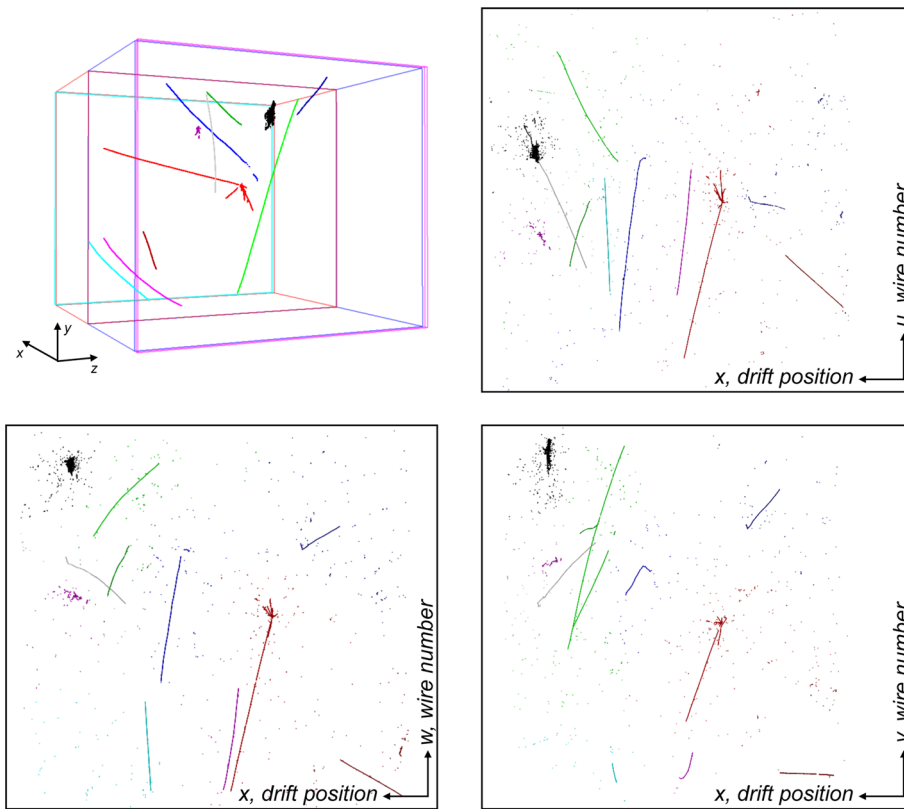 y
x
z
x, drift position
u, wire number
x, drift position
w, wire number
x, drift position
v, wire number